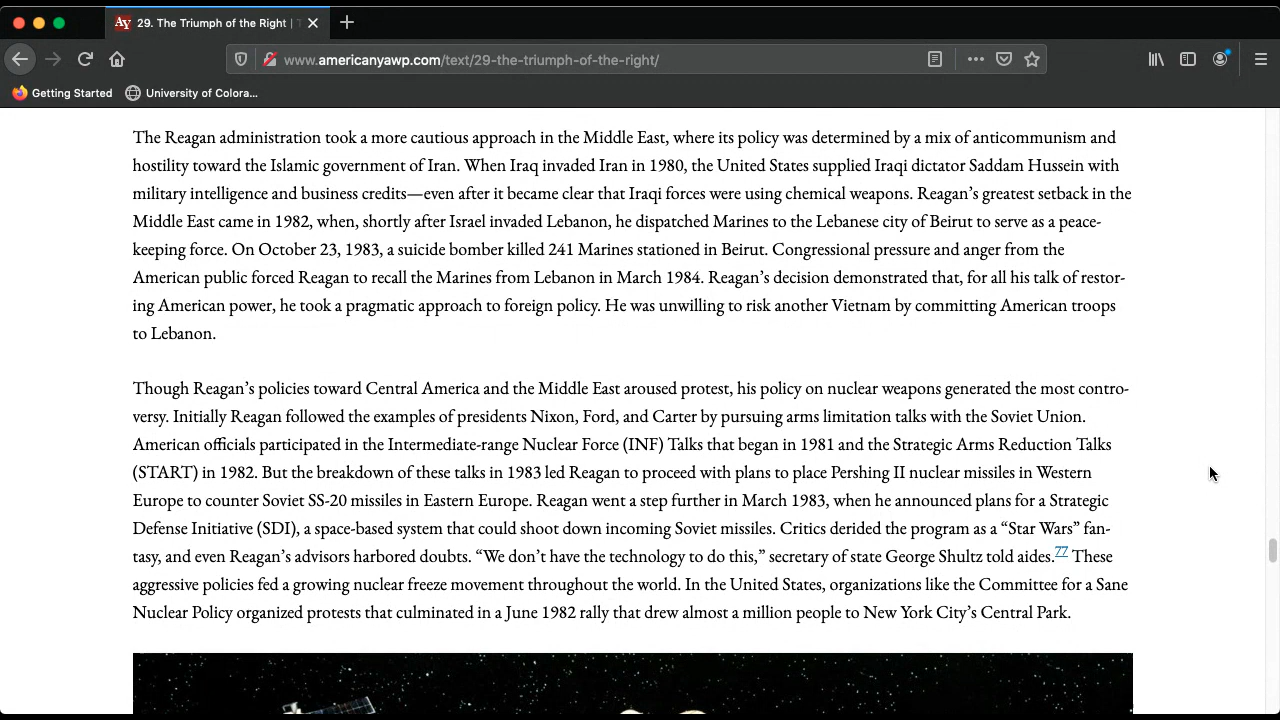 29. The Triumph of the Right |
www.americanyawp.com/text/29-the-triumph-of-the-right/
Getting Started
University of Colora...
The Reagan administration took a more cautious approach in the Middle East, where its policy was determined by a mix of anticommunism and
hostility toward the Islamic government of Iran. When Iraq invaded Iran in 1980, the United States supplied Iraqi dictator Saddam Hussein with
military intelligence and business credits—even after it became clear that Iraqi forces were using chemical weapons. Reagan's greatest setback in the
Middle East came in 1982, when, shortly after Israel invaded Lebanon, he dispatched Marines to the Lebanese city of Beirut to serve as a peace-
keeping force. On October 23, 1983, a suicide bomber killed 241 Marines stationed in Beirut. Congressional pressure and anger from the
American public forced Reagan to recall the Marines from Lebanon in March 1984. Reagan's decision demonstrated that, for all his talk of restor-
ing American power, he took a pragmatic approach to foreign policy. He was unwilling to risk another Vietnam by committing American troops
to Lebanon.
Though Reagan's policies toward Central America and the Middle East aroused protest, his policy on nuclear weapons generated the most contro-
versy. Initially Reagan followed the examples of presidents Nixon, Ford, and Carter by pursuing arms limitation talks with the Soviet Union.
American officials participated in the Intermediate-range Nuclear Force (INF) Talks that began in 1981 and the Strategic Arms Reduction Talks
(START) in 1982. But the breakdown of these talks in 1983 led Reagan to proceed with plans to place Pershing II nuclear missiles in Western
Europe to counter Soviet SS-20 missiles in Eastern Europe. Reagan went a step further in March 1983, when he announced plans for a Strategic
Defense Initiative (SDI), a space-based system that could shoot down incoming Soviet missiles. Critics derided the program as a “Star Wars” fan-
tasy, and even Reagan's advisors harbored doubts. “We don't have the technology to do this,” secretary of state George Shultz told aides.77 These
aggressive policies fed a growing nuclear freeze movement throughout the world. In the United States, organizations like the Committee for a Sane
Nuclear Policy organized protests that culminated in a June 1982 rally that drew almost a million people to New York City's Central Park.